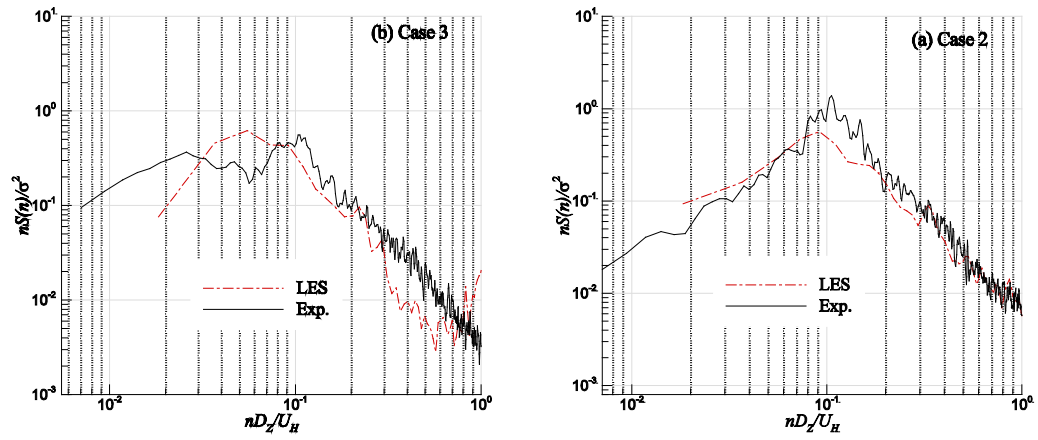 (b) Case 3
nS(n)/σ²
10¹
10⁰
10⁻¹
10⁻²
10⁻³
LES
Exp.
10⁻² 10⁻¹ 10⁰
nD_Z/U_H
(a) Case 2
nS(n)/σ²
10¹.
10⁰.
10⁻¹.
10⁻².
10⁻³.
LES
Exp.
10⁻² 10⁻¹. 10⁰.
nD_Z/U_H